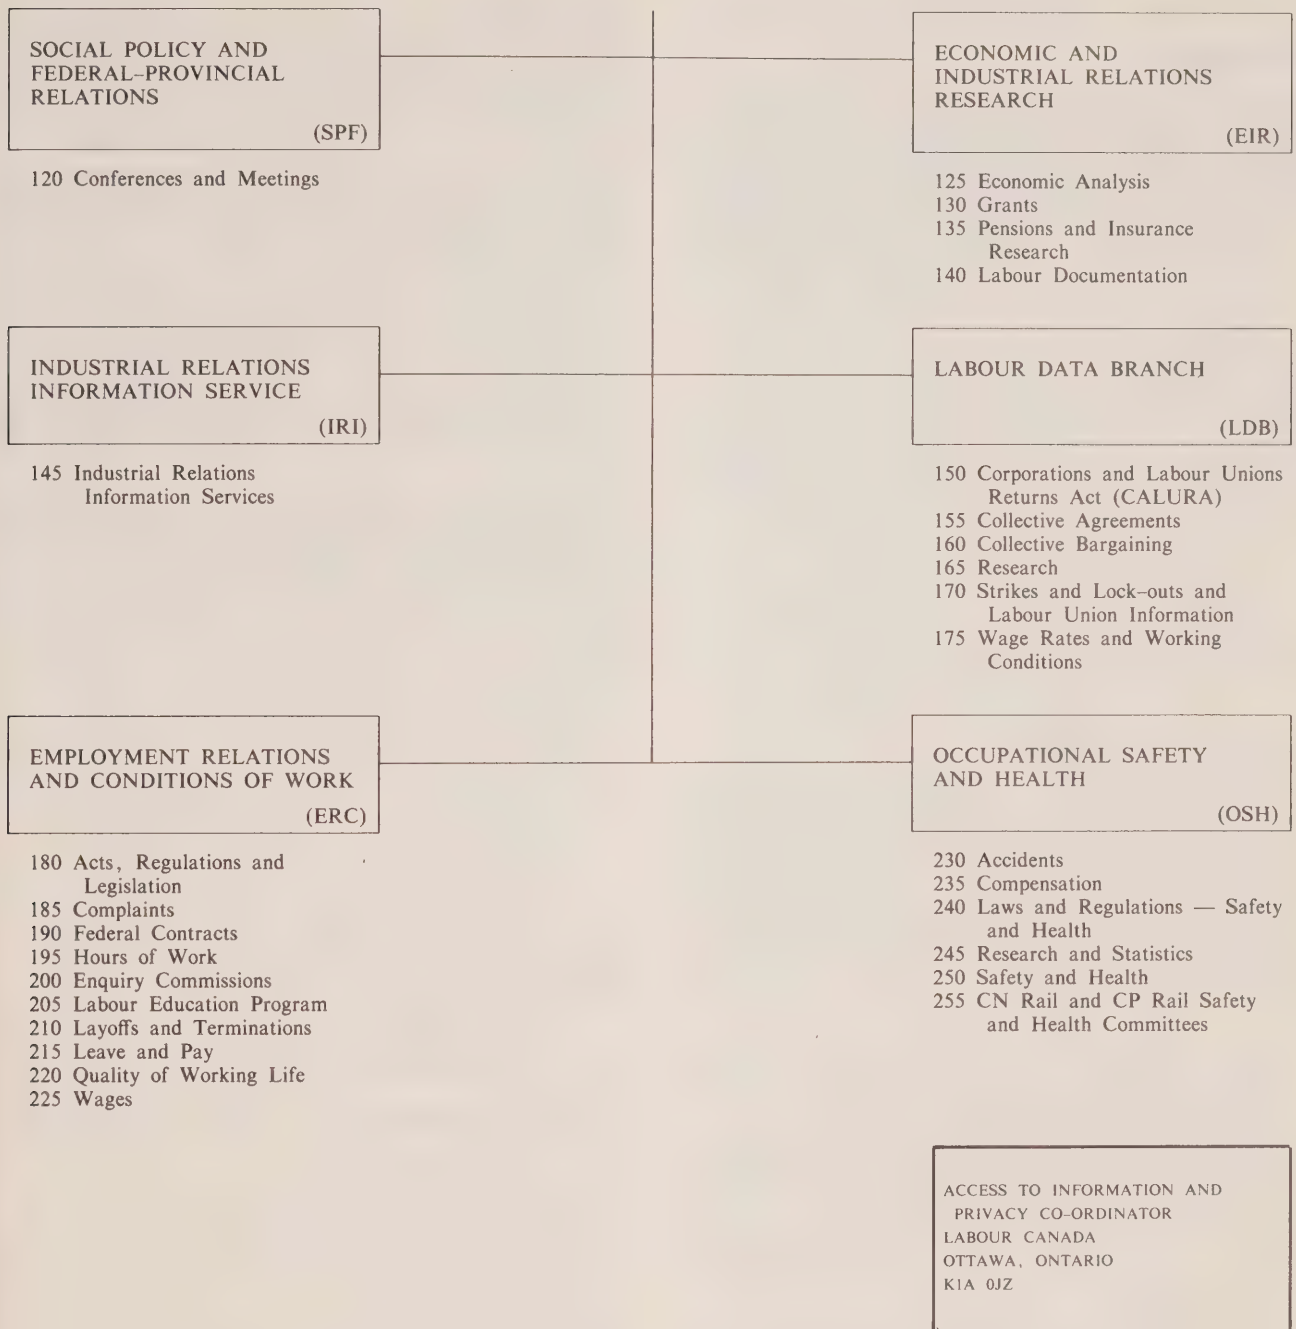 SOCIAL POLICY AND
FEDERAL-PROVINCIAL
RELATIONS
(SPF)
120 Conferences and Meetings
ECONOMIC AND
INDUSTRIAL RELATIONS
RESEARCH
(EIR)
125 Economic Analysis
130 Grants
135 Pensions and Insurance
Research
140 Labour Documentation
INDUSTRIAL RELATIONS
INFORMATION SERVICE
(IRI)
145 Industrial Relations
Information Services
LABOUR DATA BRANCH
(LDB)
150 Corporations and Labour Unions
Returns Act (CALURA)
155 Collective Agreements
160 Collective Bargaining
165 Research
170 Strikes and Lock-outs and
Labour Union Information
175 Wage Rates and Working
Conditions
EMPLOYMENT RELATIONS
AND CONDITIONS OF WORK
(ERC)
180 Acts, Regulations and
Legislation
185 Complaints
190 Federal Contracts
195 Hours of Work
200 Enquiry Commissions
205 Labour Education Program
210 Layoffs and Terminations
215 Leave and Pay
220 Quality of Working Life
225 Wages
OCCUPATIONAL SAFETY
AND HEALTH
(OSH)
230 Accidents
235 Compensation
240 Laws and Regulations — Safety
and Health
245 Research and Statistics
250 Safety and Health
255 CN Rail and CP Rail Safety
and Health Committees
ACCESS TO INFORMATION AND
PRIVACY CO-ORDINATOR
LABOUR CANADA
OTTAWA, ONTARIO
K1A 0JZ